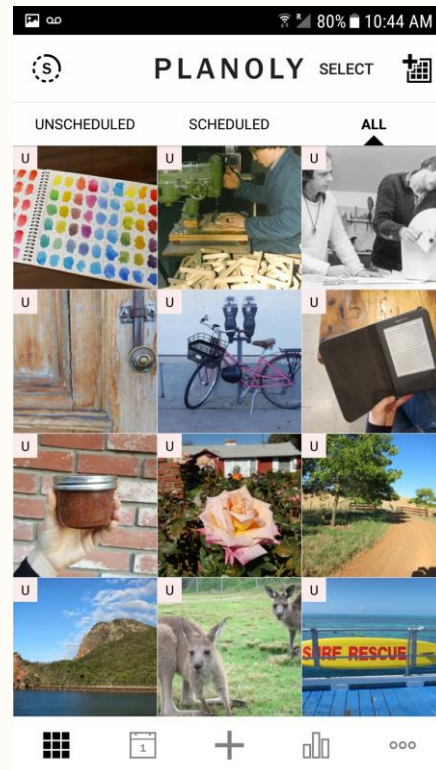 80% 10:44 AM
S PLANOLY SELECT
UNSCHEDULED SCHEDULED ALL
U U U
U U U
U U U
U U U
SURF RESCUE
1